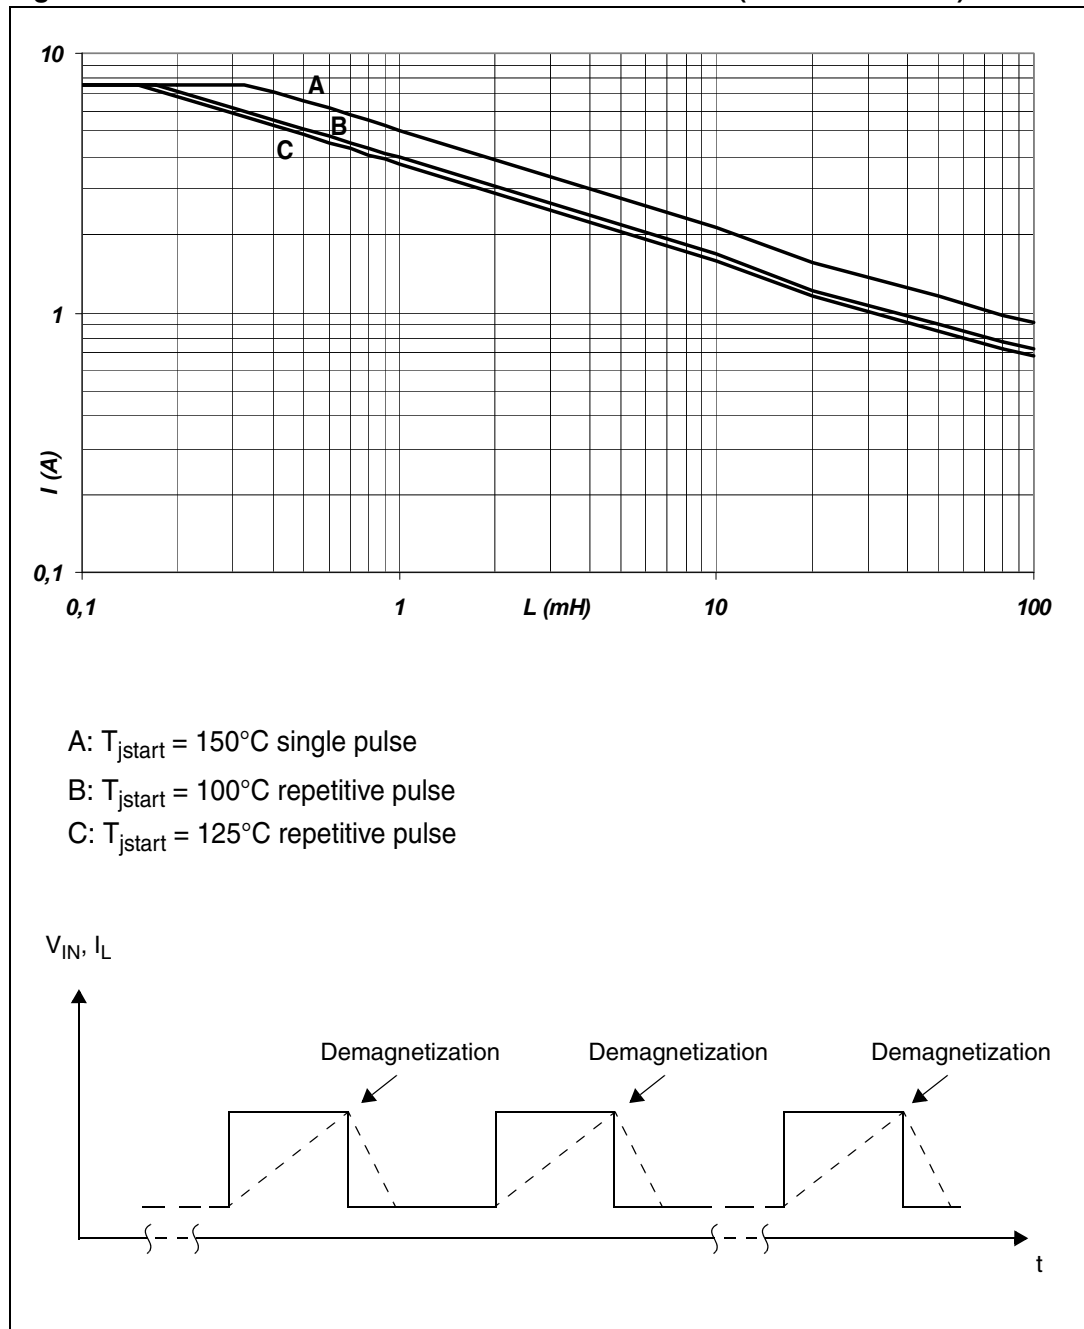 10
A
B
C
1
I (A)
0,1
0,1 1 L (mH) 10 100
A: Tjstart = 150°C single pulse
B: Tjstart = 100°C repetitive pulse
C: Tjstart = 125°C repetitive pulse
VIN, IL
Demagnetization Demagnetization Demagnetization
t